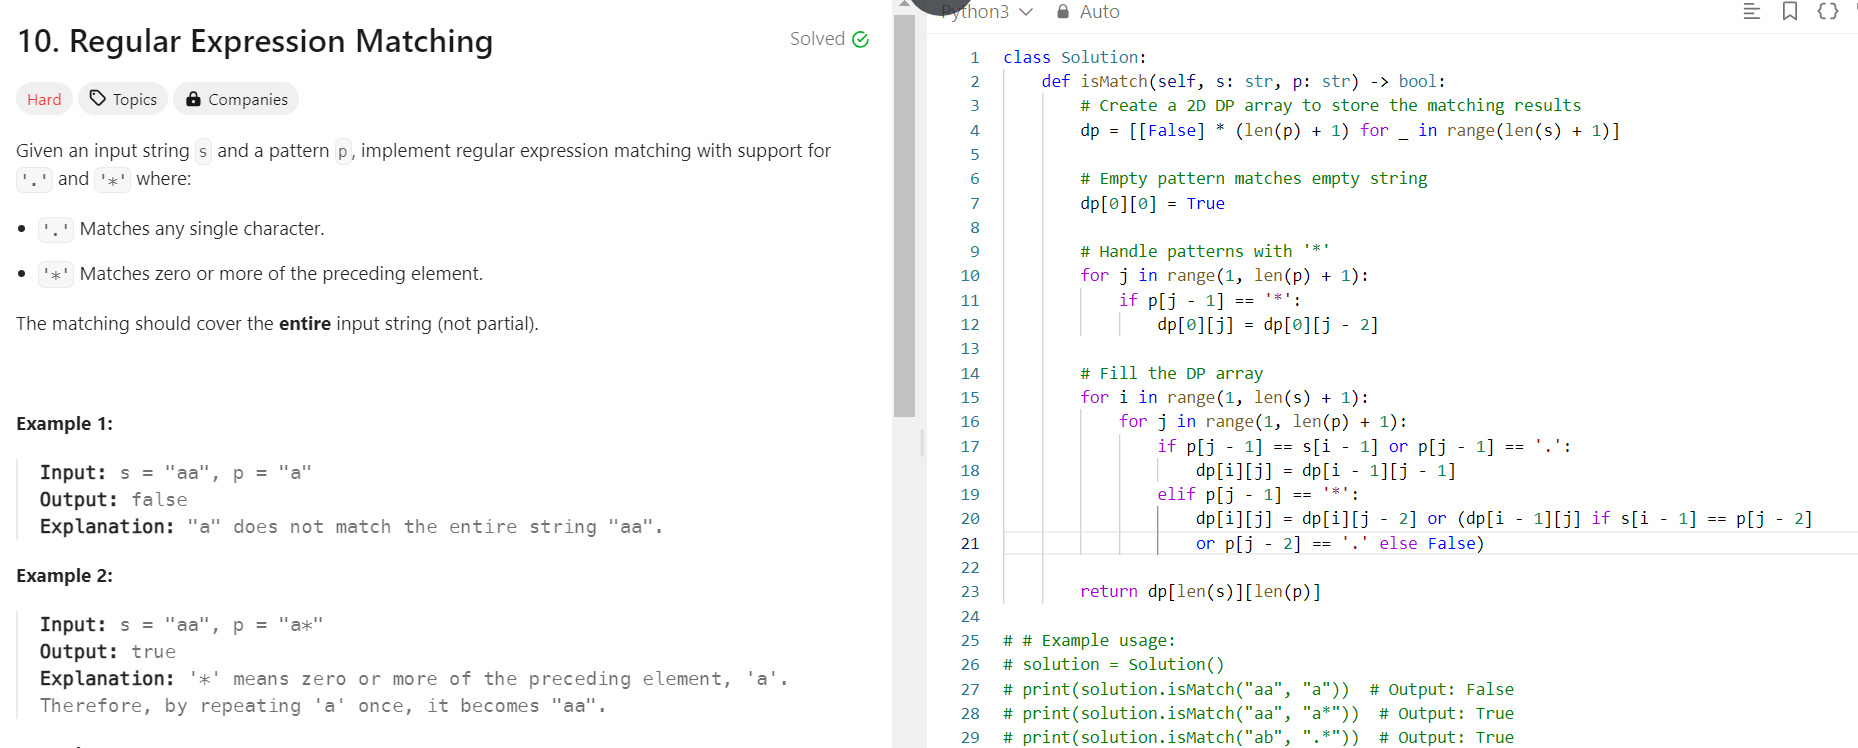 10. Regular Expression Matching
Solved
Hard
Topics
Companies
Given an input string s and a pattern p, implement regular expression matching with support for
'.' and '*' where:
• '.' Matches any single character.
• '*' Matches zero or more of the preceding element.
The matching should cover the entire input string (not partial).
Example 1:
Input: s = "aa", p = "a"
Output: false
Explanation: "a" does not match the entire string "aa".
Example 2:
Input: s = "aa", p = "a*"
Output: true
Explanation: '*' means zero or more of the preceding element, 'a'.
Therefore, by repeating 'a' once, it becomes "aa".
Python3
Auto
1 class Solution:
2     def isMatch(self, s: str, p: str) -> bool:
3         # Create a 2D DP array to store the matching results
4         dp = [[False] * (len(p) + 1) for _ in range(len(s) + 1)]
5
6         # Empty pattern matches empty string
7         dp[0][0] = True
8
9         # Handle patterns with '*'
10         for j in range(1, len(p) + 1):
11             if p[j - 1] == '*':
12                 dp[0][j] = dp[0][j - 2]
13
14         # Fill the DP array
15         for i in range(1, len(s) + 1):
16             for j in range(1, len(p) + 1):
17                 if p[j - 1] == s[i - 1] or p[j - 1] == '.':
18                     dp[i][j] = dp[i - 1][j - 1]
19                 elif p[j - 1] == '*':
20                     dp[i][j] = dp[i][j - 2] or (dp[i - 1][j] if s[i - 1] == p[j - 2]
21                     or p[j - 2] == '.' else False)
22
23         return dp[len(s)][len(p)]
24
25 # # Example usage:
26 # solution = Solution()
27 # print(solution.isMatch("aa", "a"))  # Output: False
28 # print(solution.isMatch("aa", "a*"))  # Output: True
29 # print(solution.isMatch("ab", ".*"))  # Output: True